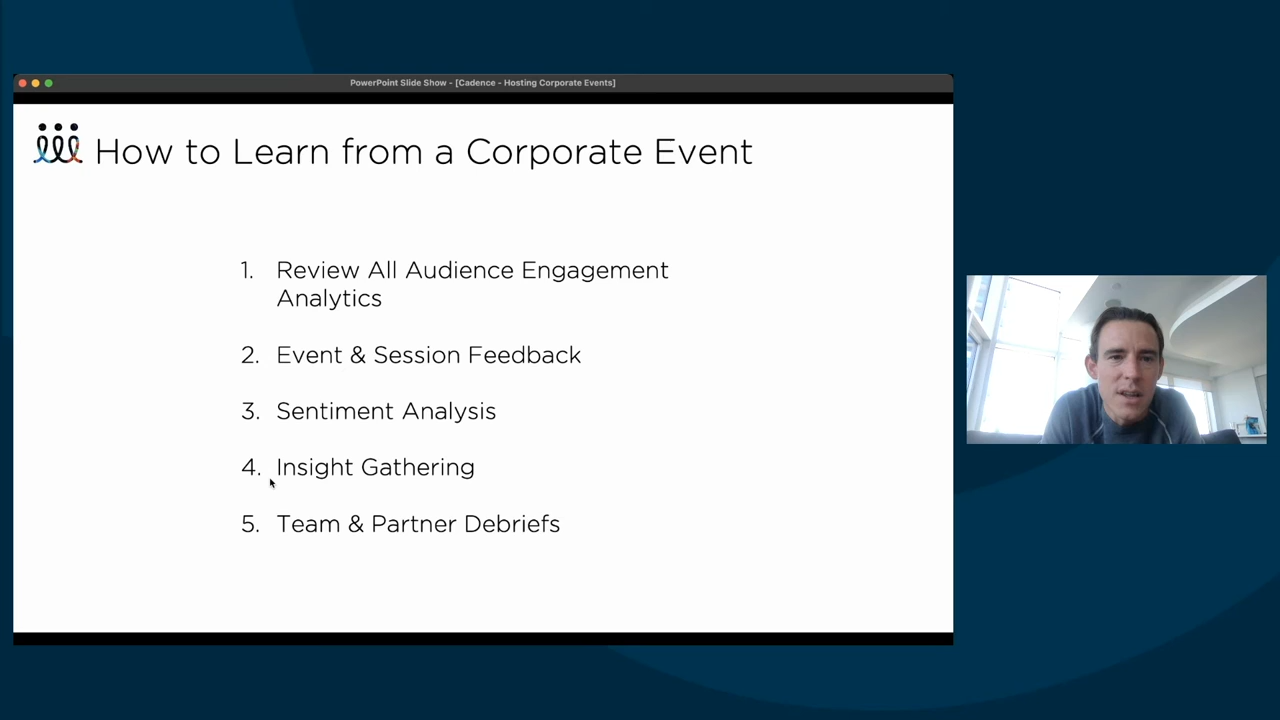 PowerPoint Slide Show - [Cadence - Hosting Corporate Events]
How to Learn from a Corporate Event
1. Review All Audience Engagement
Analytics
2. Event & Session Feedback
3. Sentiment Analysis
4. Insight Gathering
5. Team & Partner Debriefs